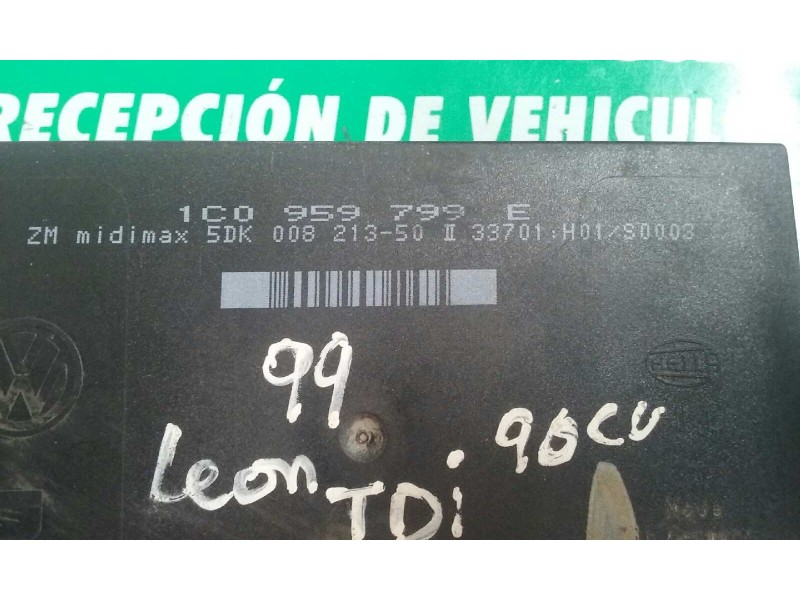 RECEPCIÓN DE VEHICUL
1C0 959 799 E
ZM midimax 5DK 008 213-50 II 33701:H01/S0003
HELLA
99
90CV
Leon
TDi